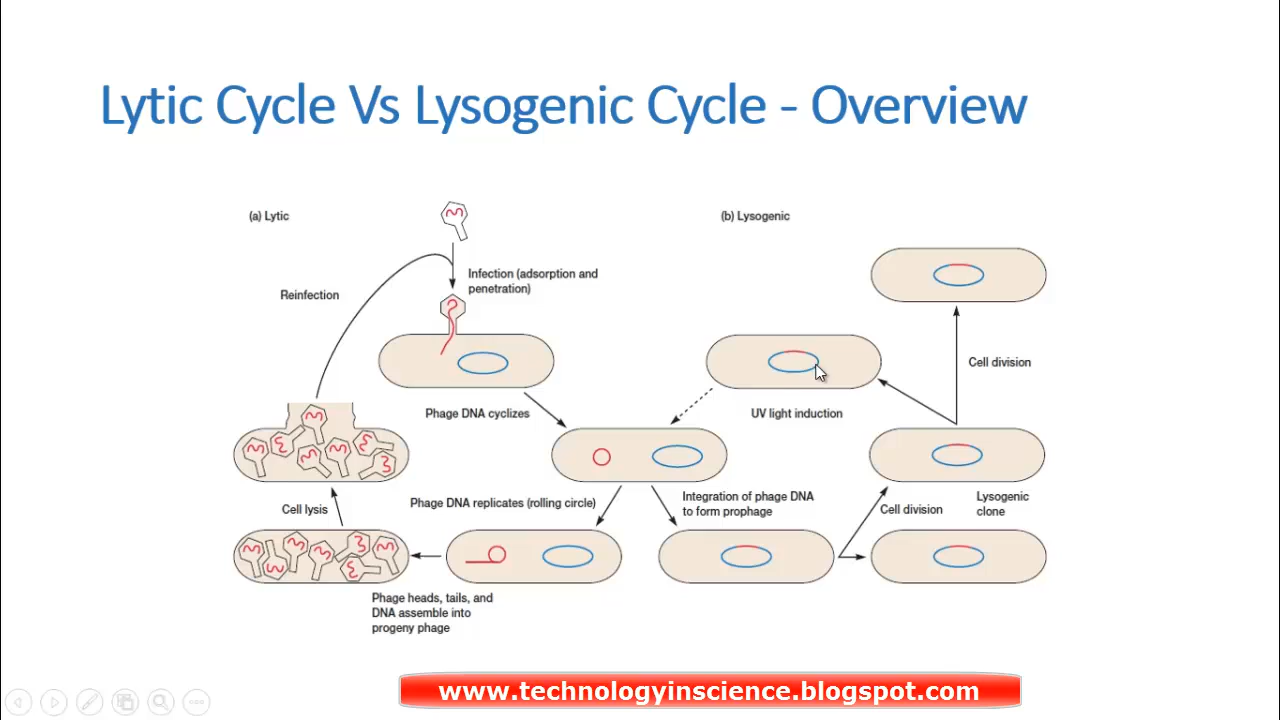 Lytic Cycle Vs Lysogenic Cycle - Overview
(a) Lytic
(b) Lysogenic
Infection (adsorption and
penetration)
Reinfection
Cell division
Phage DNA cyclizes
UV light induction
Phage DNA replicates (rolling circle)
Integration of phage DNA
to form prophage
Cell division
Lysogenic
clone
Cell lysis
Phage heads, tails, and
DNA assemble into
progeny phage
www.technologyinscience.blogspot.com